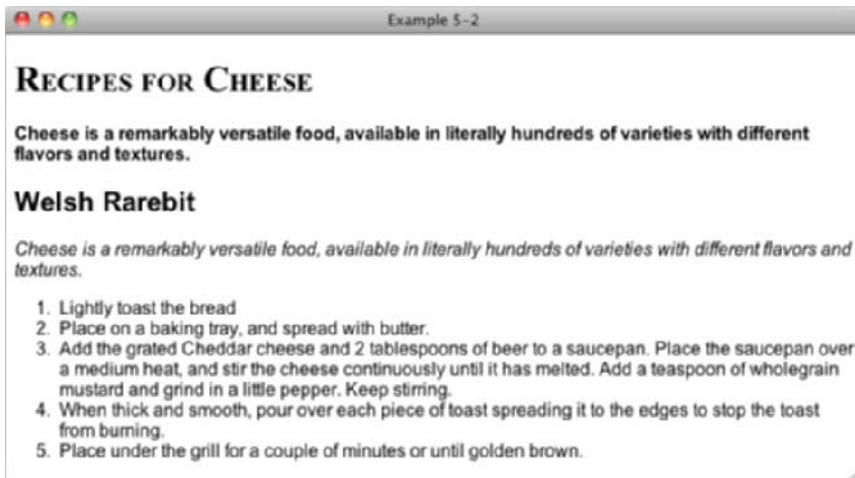 Example 5-2
Recipes for Cheese
Cheese is a remarkably versatile food, available in literally hundreds of varieties with different
flavors and textures.
Welsh Rarebit
Cheese is a remarkably versatile food, available in literally hundreds of varieties with different flavors and
textures.
1. Lightly toast the bread
2. Place on a baking tray, and spread with butter.
3. Add the grated Cheddar cheese and 2 tablespoons of beer to a saucepan. Place the saucepan over
a medium heat, and stir the cheese continuously until it has melted. Add a teaspoon of wholegrain
mustard and grind in a little pepper. Keep stirring.
4. When thick and smooth, pour over each piece of toast spreading it to the edges to stop the toast
from burning.
5. Place under the grill for a couple of minutes or until golden brown.